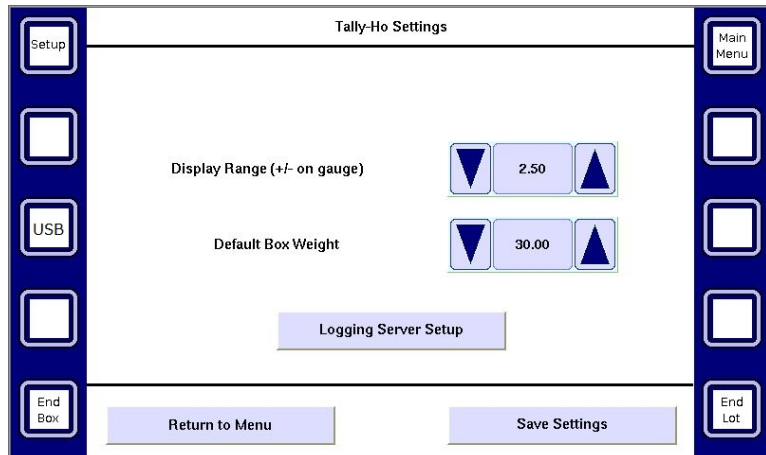 Tally-Ho Settings
Setup
Main
Menu
Display Range (+/- on gauge)
2.50
USB
Default Box Weight
30.00
Logging Server Setup
End
Box
Return to Menu
Save Settings
End
Lot